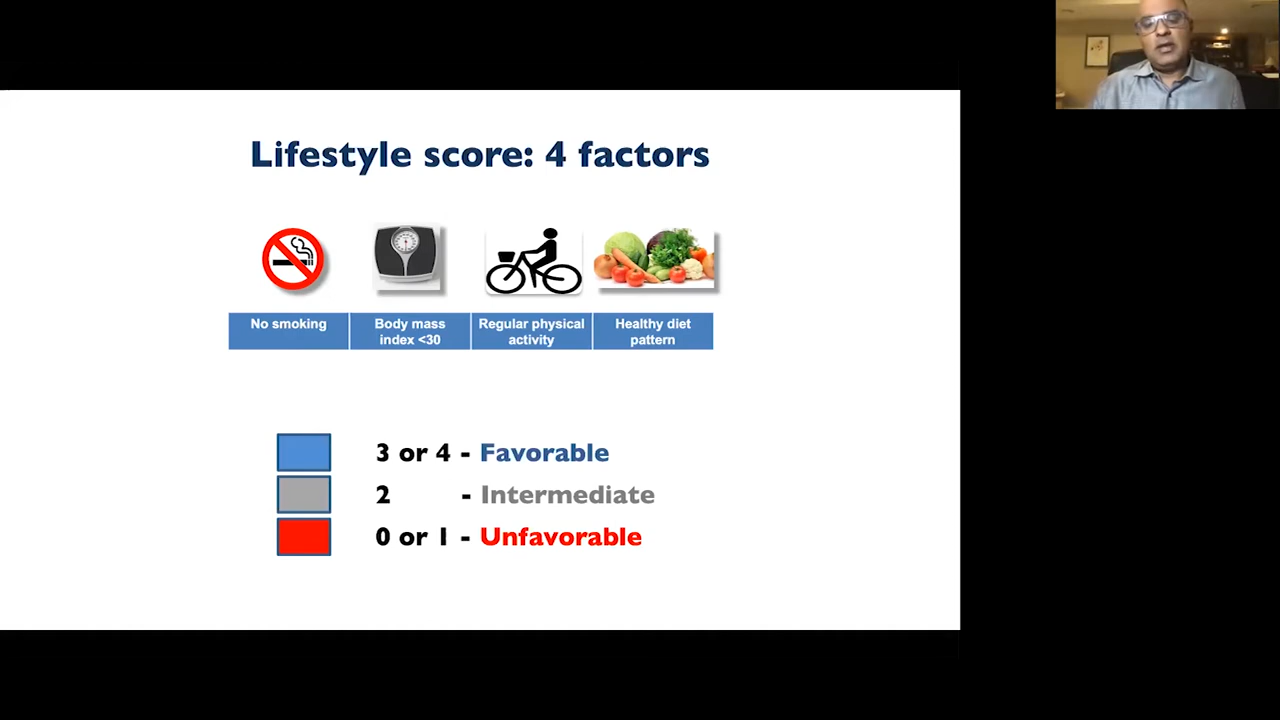 Lifestyle score: 4 factors
No smoking
Body mass
index <30
Regular physical
activity
Healthy diet
pattern
3 or 4 - Favorable
2 - Intermediate
0 or 1 - Unfavorable